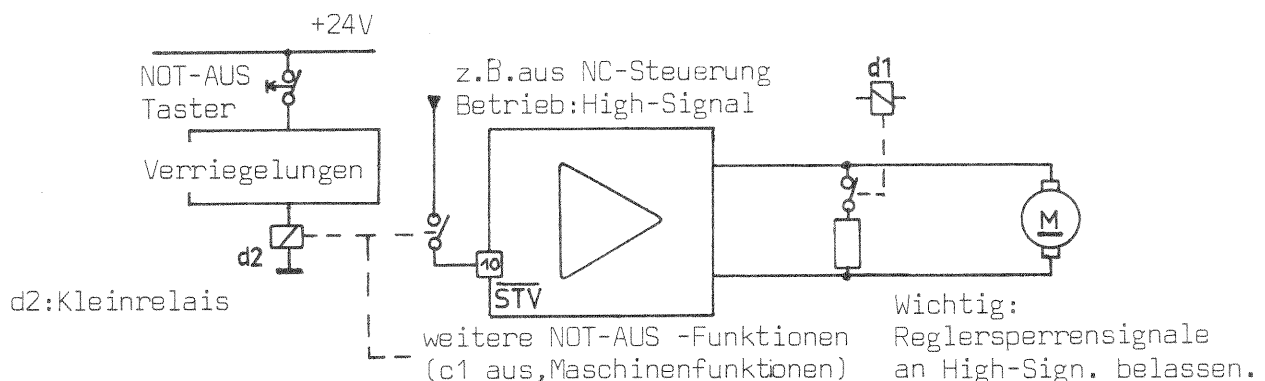 +24V
NOT-AUS
Taster
z.B.aus NC-Steuerung
Betrieb:High-Signal
d1
Verriegelungen
M
d2
10
STV
d2:Kleinrelais
weitere NOT-AUS -Funktionen
(c1 aus,Maschinenfunktionen)
Wichtig:
Reglersperrensignale
an High-Sign. belassen.